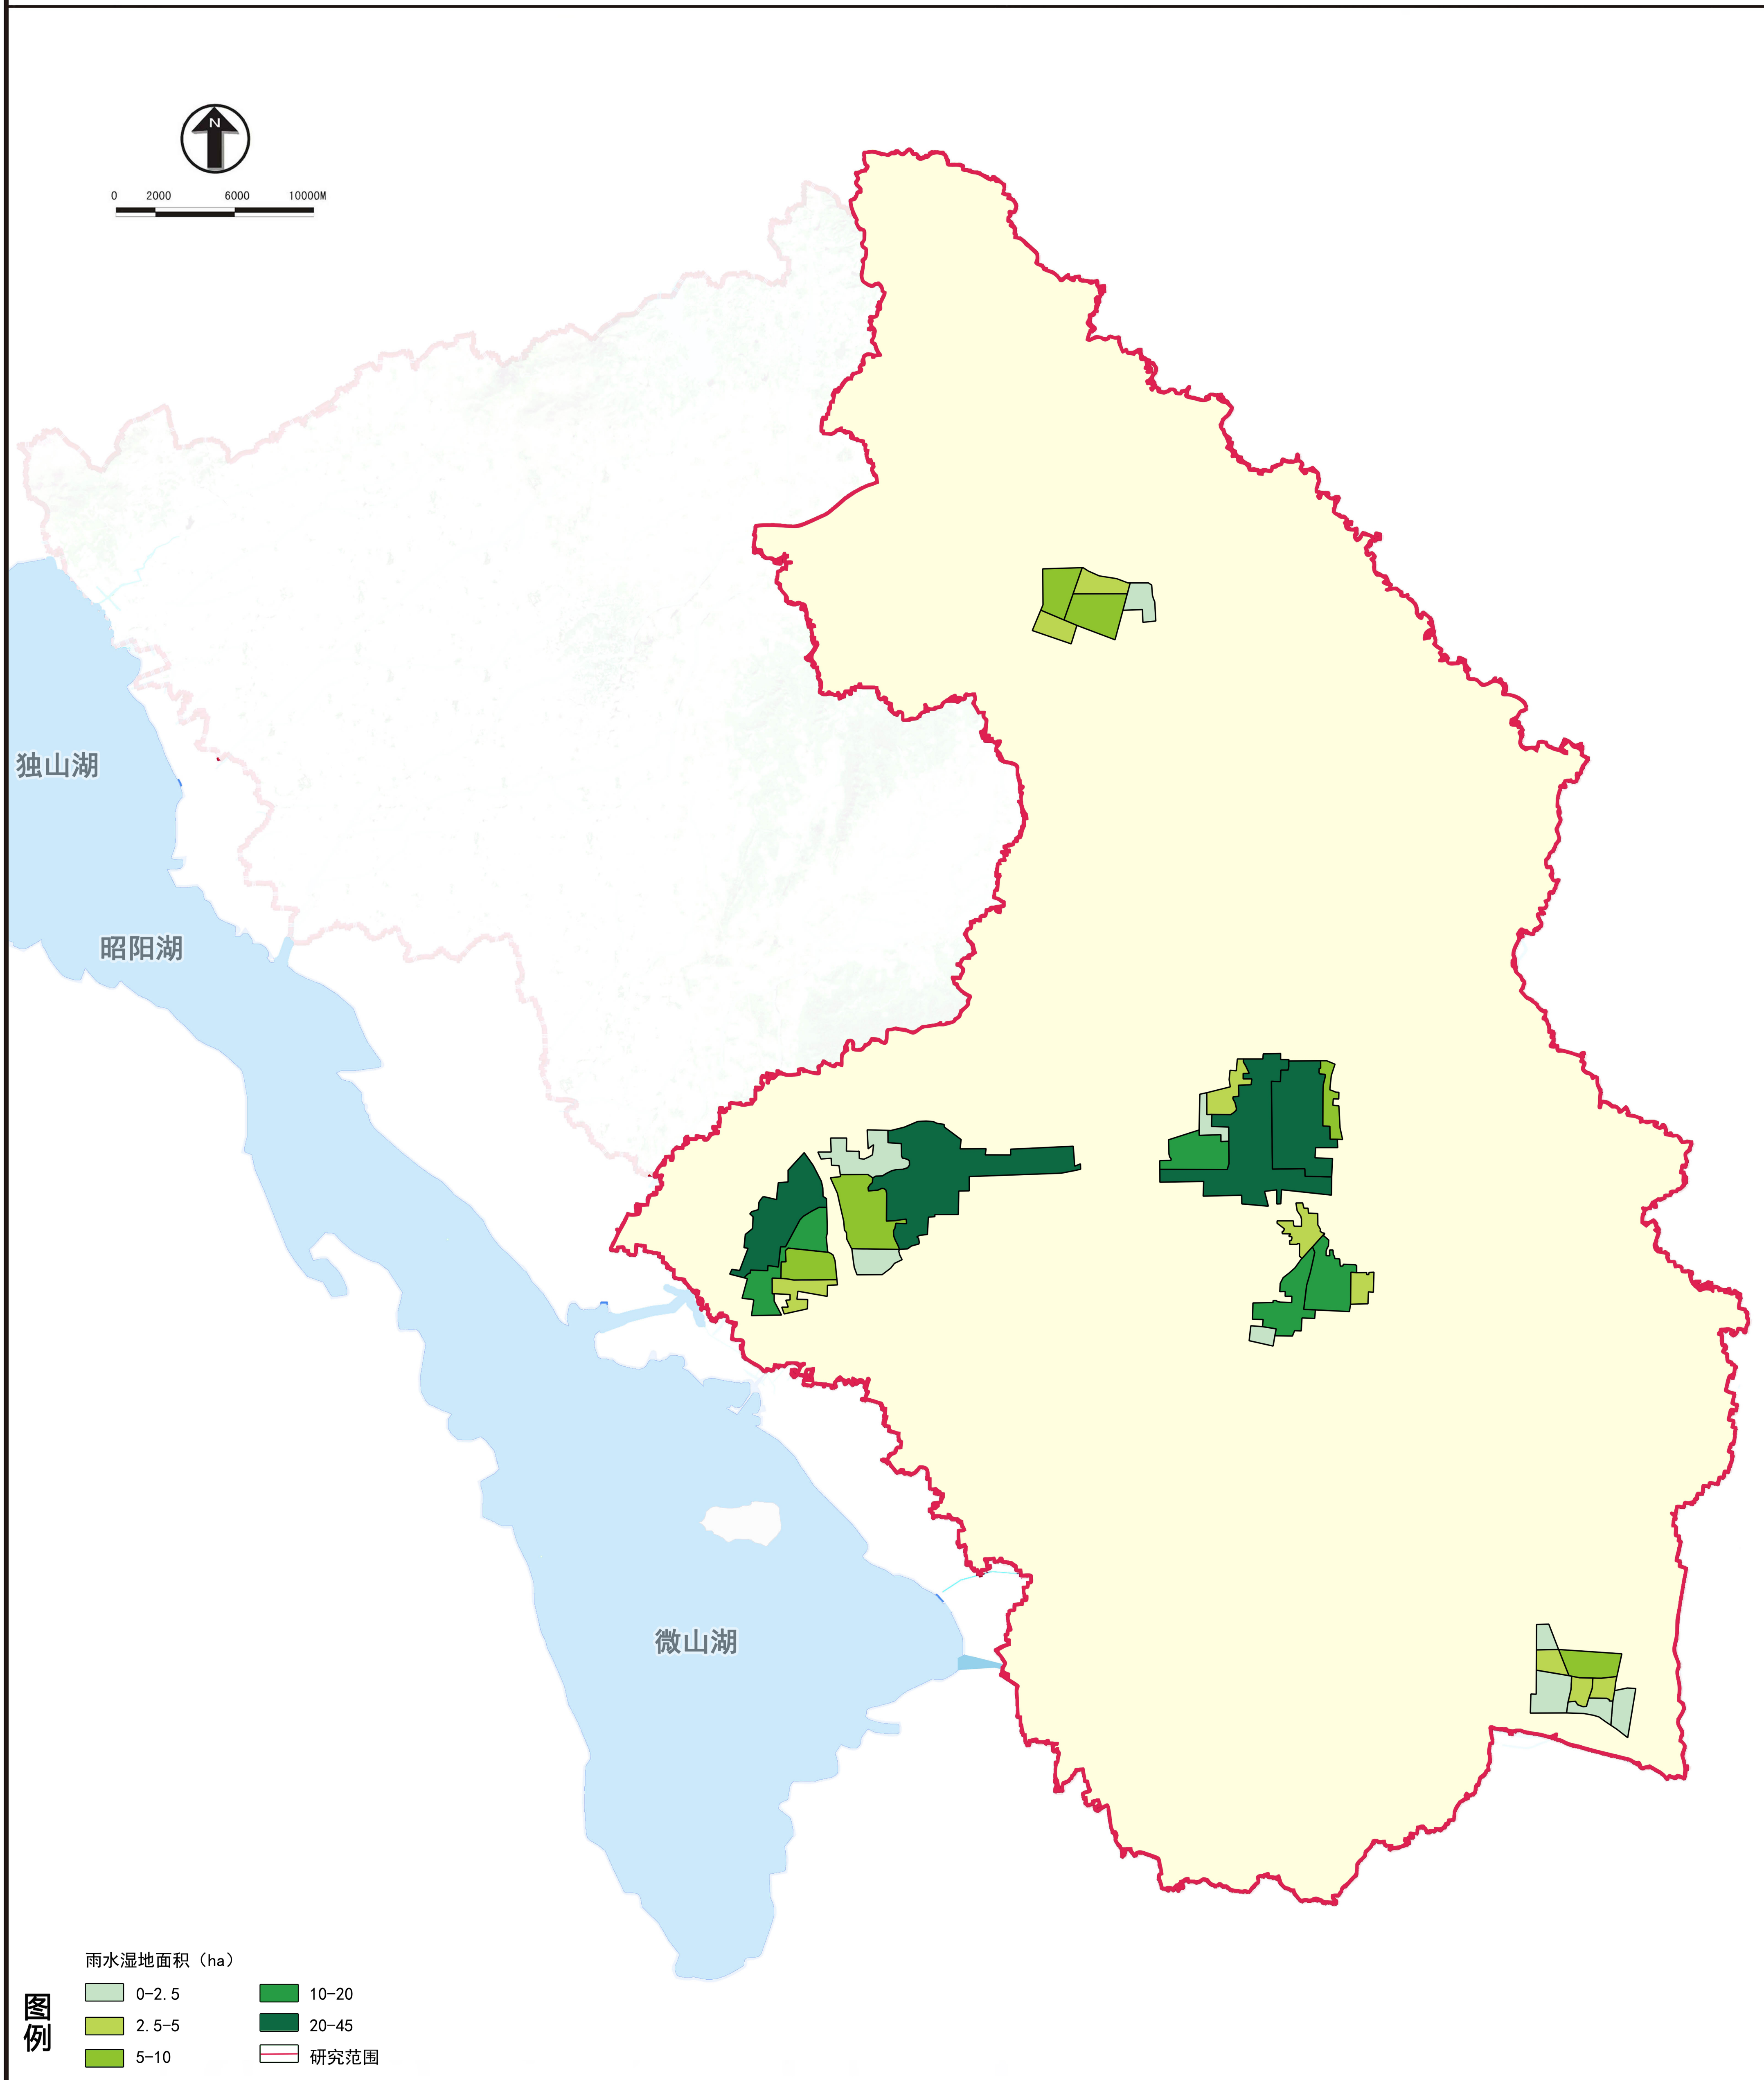 N
0 2000 6000 10000M
独山湖
昭阳湖
微山湖
图例
雨水湿地面积（ha）
0-2.5
2.5-5
5-10
10-20
20-45
研究范围